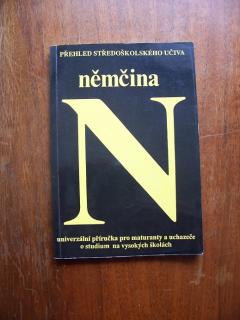 PŘEHLED STŘEDOŠKOLSKÉHO UČIVA
němčina
N
univerzální příručka pro maturanty a uchazeče
o studium na vysokých školách